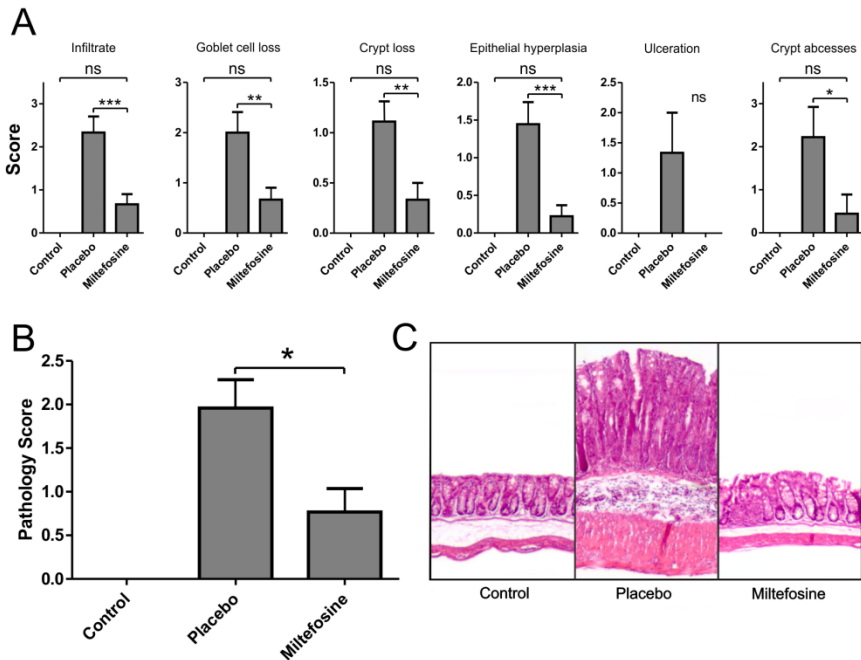 A
Infiltrate
Goblet cell loss
Crypt loss
Epithelial hyperplasia
Ulceration
Crypt abcesses
ns
ns
ns
ns
ns
ns
***
**
**
***
*
Score
3
2
1
0
3
2
1
0
1.5
1.0
0.5
0.0
2.0
1.5
1.0
0.5
0.0
2.5
2.0
1.5
1.0
0.5
0.0
3
2
1
0
Control
Placebo
Miltefosine
Control
Placebo
Miltefosine
Control
Placebo
Miltefosine
Control
Placebo
Miltefosine
Control
Placebo
Miltefosine
Control
Placebo
Miltefosine
B
Pathology Score
2.5
2.0
1.5
1.0
0.5
0.0
*
Control
Placebo
Miltefosine
C
Control
Placebo
Miltefosine